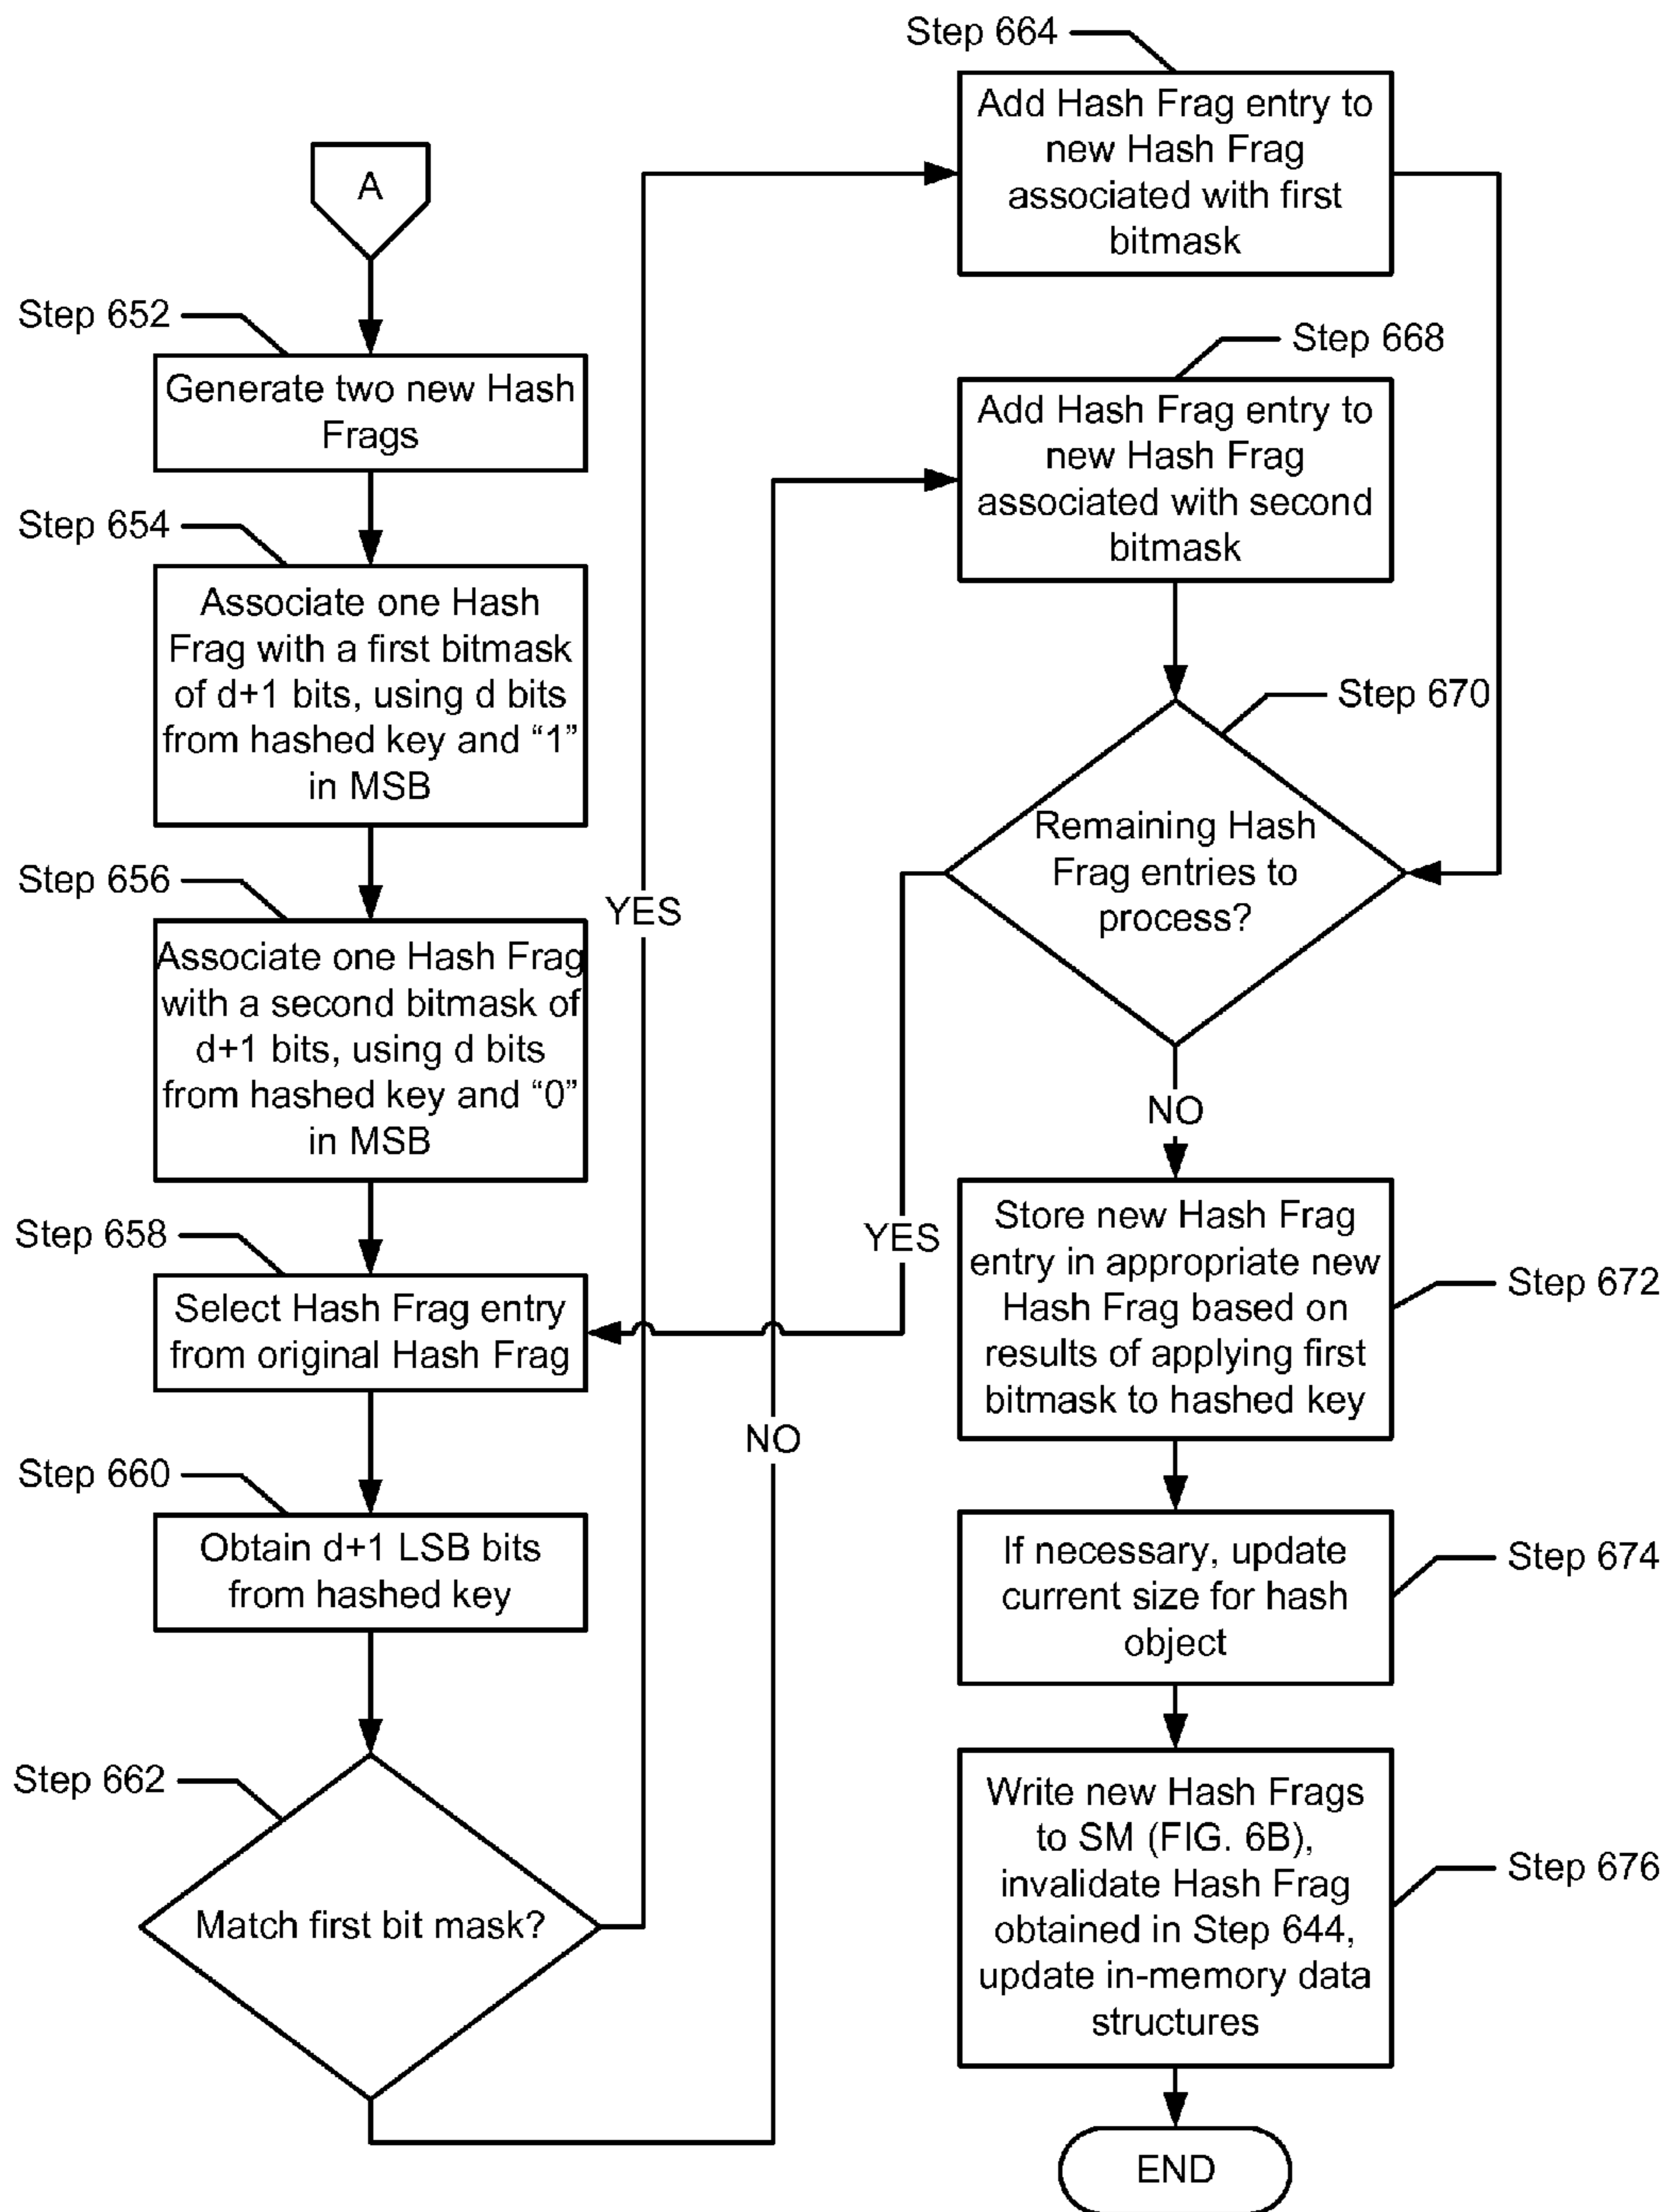 A
Step 652
Generate two new Hash
Frags
Step 654
Associate one Hash
Frag with a first bitmask
of d+1 bits, using d bits
from hashed key and “1”
in MSB
Step 656
Associate one Hash Frag
with a second bitmask of
d+1 bits, using d bits
from hashed key and “0”
in MSB
Step 658
Select Hash Frag entry
from original Hash Frag
Step 660
Obtain d+1 LSB bits
from hashed key
Step 662
Match first bit mask?
YES
NO
Step 664
Add Hash Frag entry to
new Hash Frag
associated with first
bitmask
Step 668
Add Hash Frag entry to
new Hash Frag
associated with second
bitmask
Step 670
Remaining Hash
Frag entries to
process?
YES
NO
Store new Hash Frag
entry in appropriate new
Hash Frag based on
results of applying first
bitmask to hashed key
Step 672
If necessary, update
current size for hash
object
Step 674
Write new Hash Frags
to SM (FIG. 6B),
invalidate Hash Frag
obtained in Step 644,
update in-memory data
structures
Step 676
END